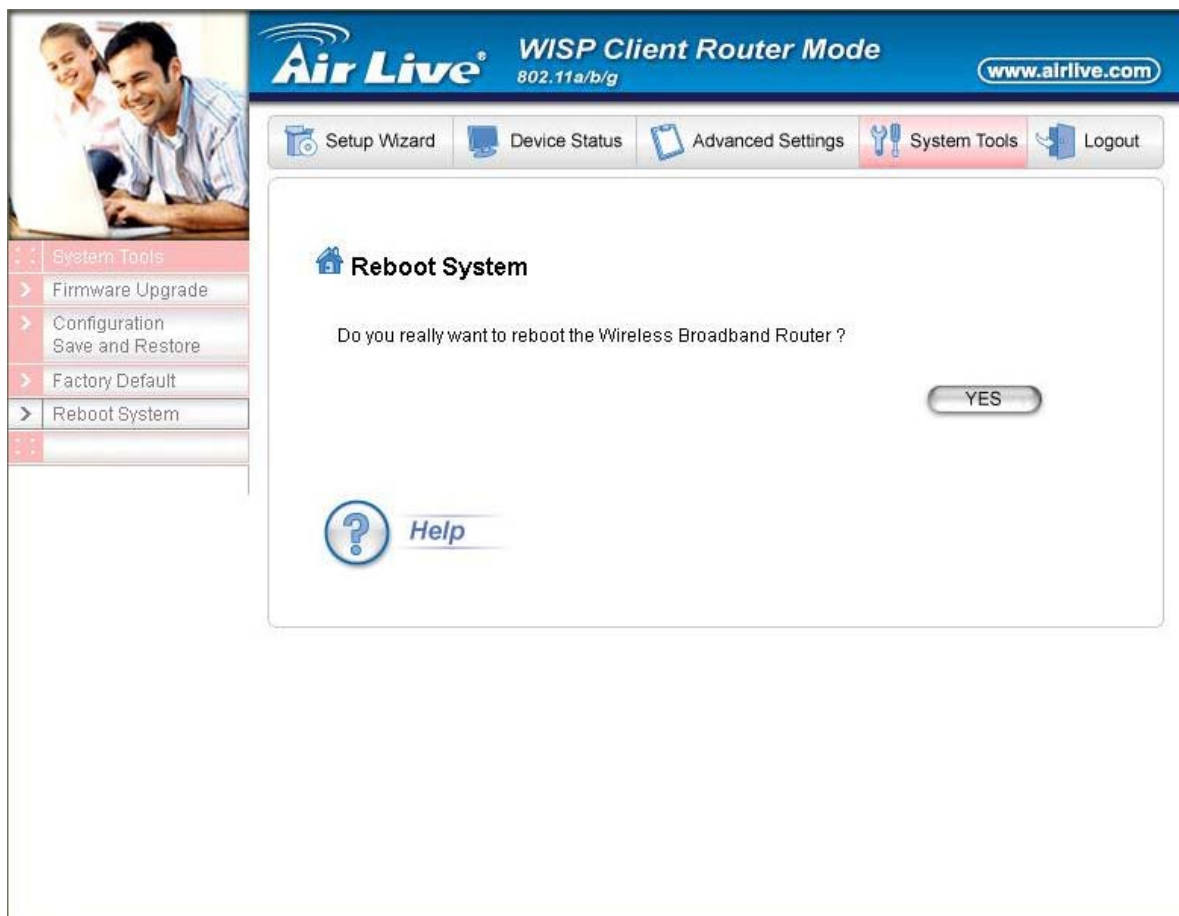 Air Live®
WISP Client Router Mode
802.11a/b/g
www.airlive.com
Setup Wizard
Device Status
Advanced Settings
System Tools
Logout
System Tools
Firmware Upgrade
Configuration
Save and Restore
Factory Default
Reboot System
Reboot System
Do you really want to reboot the Wireless Broadband Router ?
YES
? Help